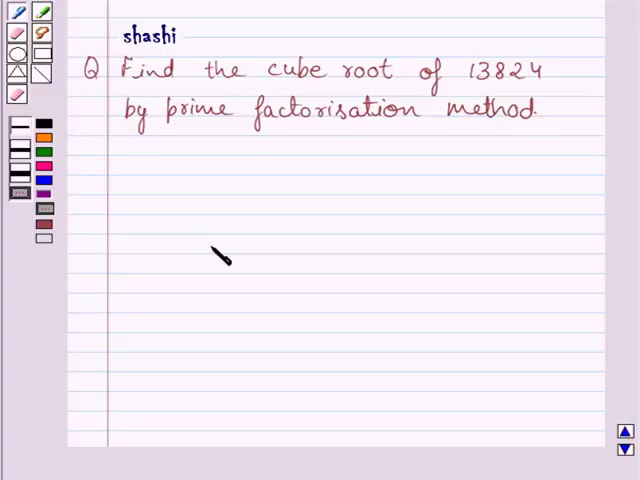 shashi
Q Find the cube root of 13824
by prime factorisation method.